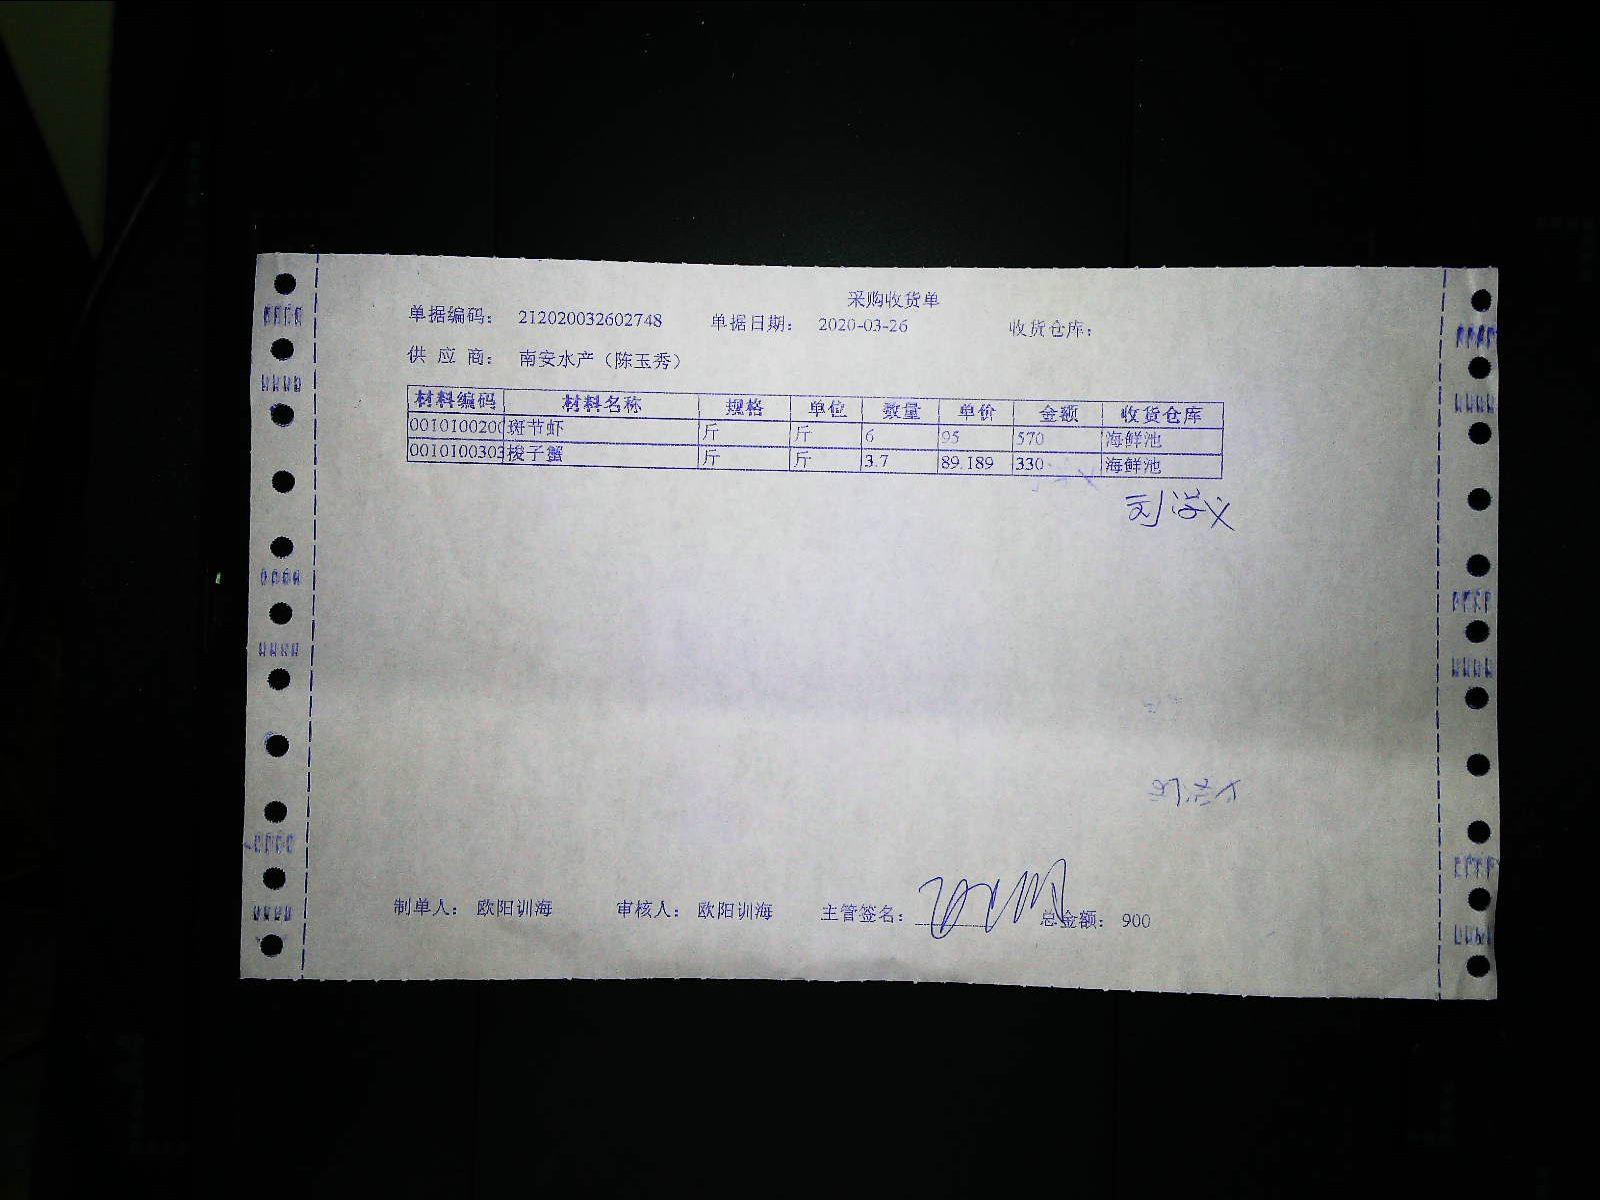 采购收货单
单据编码： 212020032602748 单据日期： 2020-03-26 收货仓库：
供 应 商： 南安水产（陈玉秀）
材料编码 材料名称 规格 单位 数量 单价 金额 收货仓库
0010100200 斑节虾 斤 斤 6 95 570 海鲜池
0010100303 梭子蟹 斤 斤 3.7 89.189 330 海鲜池
制单人： 欧阳训海 审核人： 欧阳训海 主管签名： 总金额： 900